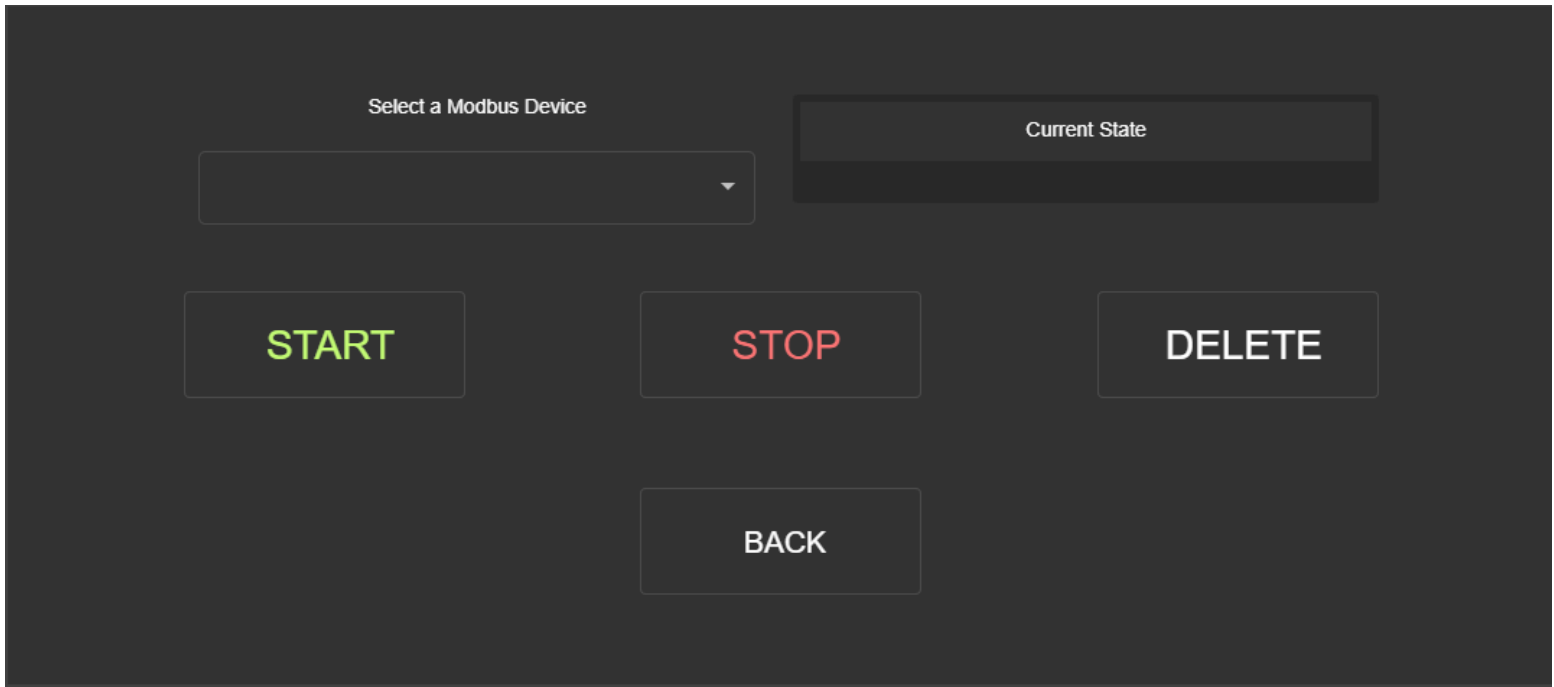 Select a Modbus Device
Current State
START
STOP
DELETE
BACK